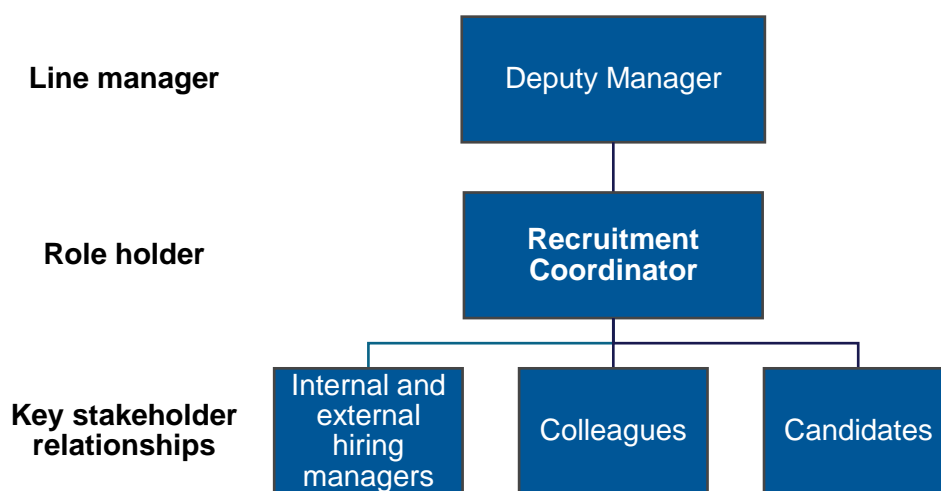 Line manager
Deputy Manager
Role holder
Recruitment
Coordinator
Key stakeholder
relationships
Internal and
external
hiring
managers
Colleagues
Candidates